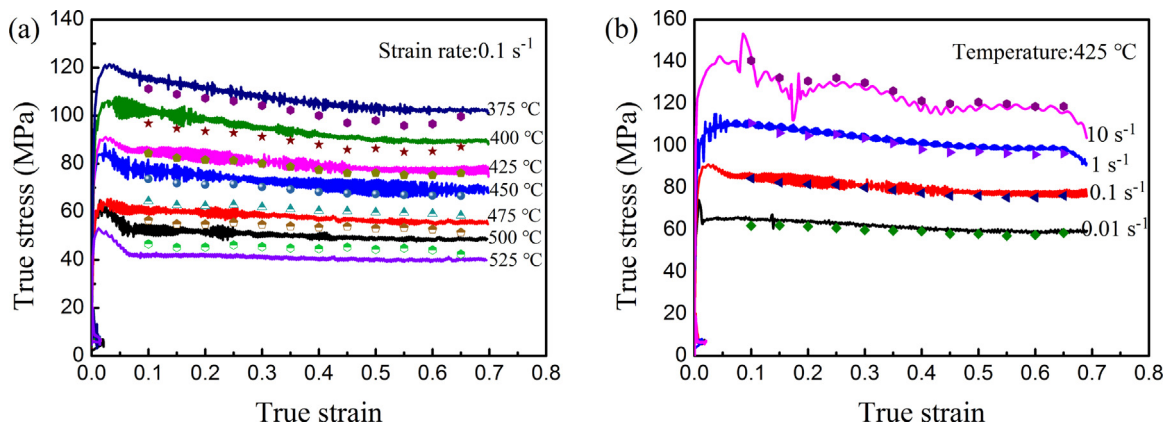 (a)
Strain rate:0.1 s⁻¹
True stress (MPa)
140
120
100
80
60
40
20
0
375 ℃
400 ℃
425 ℃
450 ℃
475 ℃
500 ℃
525 ℃
0.0 0.1 0.2 0.3 0.4 0.5 0.6 0.7 0.8
True strain
(b)
Temperature:425 ℃
True stress (MPa)
160
140
120
100
80
60
40
20
0
10 s⁻¹
1 s⁻¹
0.1 s⁻¹
0.01 s⁻¹
0.0 0.1 0.2 0.3 0.4 0.5 0.6 0.7 0.8
True strain